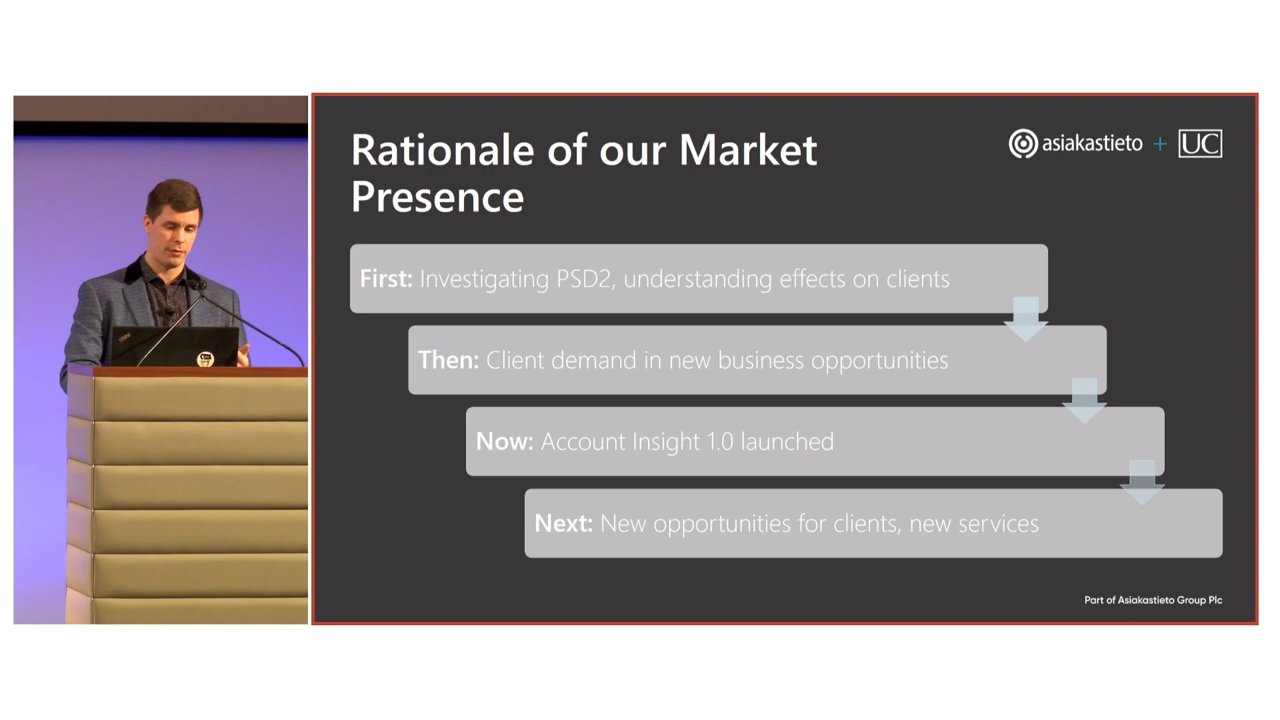 Rationale of our Market
Presence
asiakastieto + UC
First: Investigating PSD2, understanding effects on clients
Then: Client demand in new business opportunities
Now: Account Insight 1.0 launched
Next: New opportunities for clients, new services
Part of Asiakastieto Group Plc